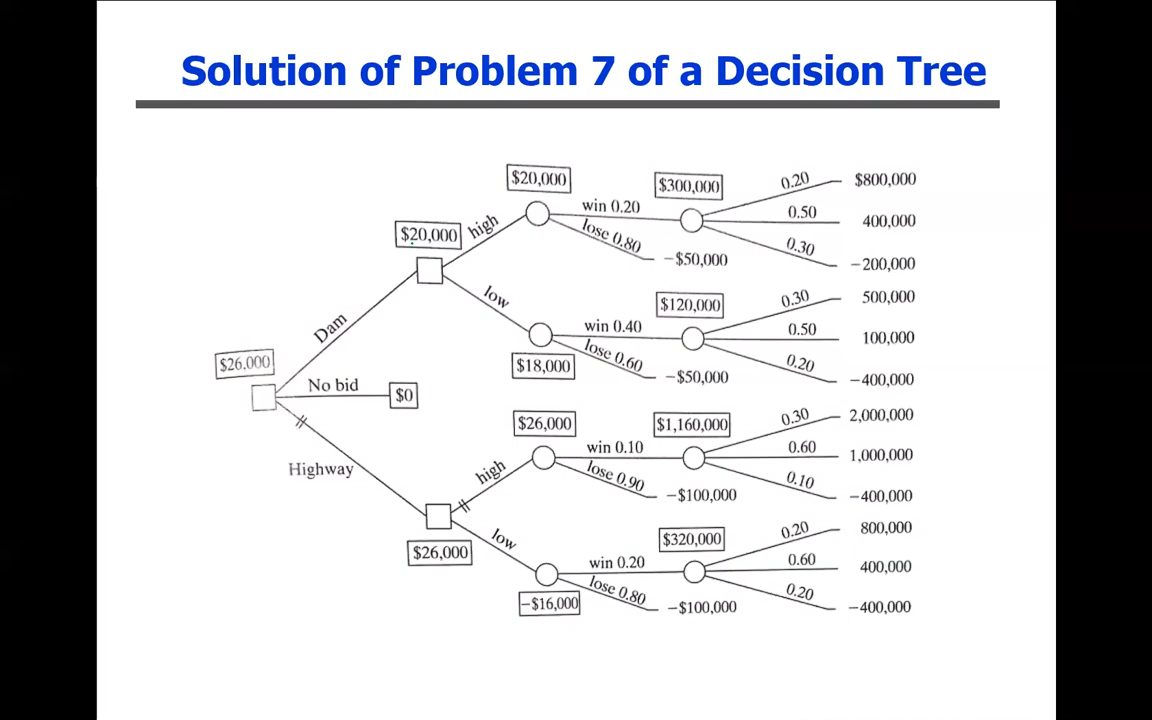 Solution of Problem 7 of a Decision Tree
$20,000
$300,000
0.20
$800,000
win 0.20
0.50
400,000
lose 0.80
0.30
-$50,000
-200,000
$20,000
high
low
$120,000
0.30
500,000
win 0.40
0.50
100,000
lose 0.60
0.20
$18,000
-$50,000
-400,000
Dam
$26,000
No bid
$0
Highway
$26,000
$1,160,000
0.30
2,000,000
win 0.10
0.60
1,000,000
lose 0.90
0.10
-$100,000
-400,000
high
low
$26,000
$320,000
0.20
800,000
win 0.20
0.60
400,000
lose 0.80
0.20
-$16,000
-$100,000
-400,000